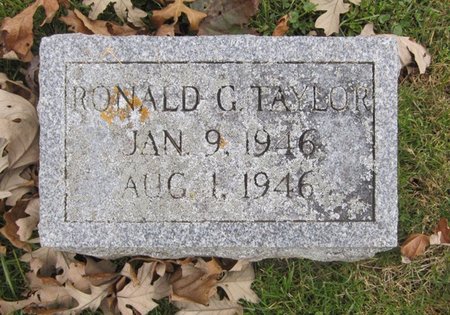 RONALD G. TAYLOR
JAN. 9, 1946
AUG. 1, 1946